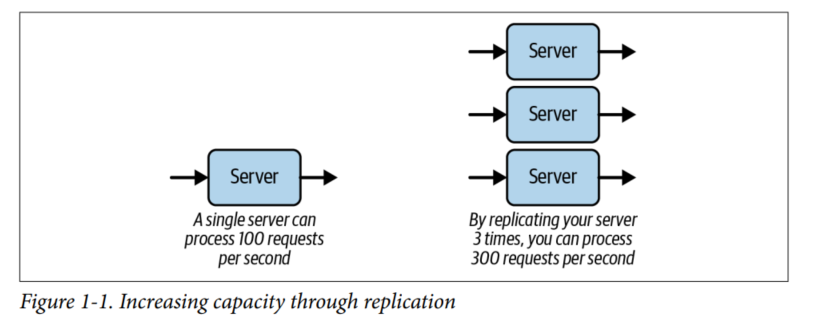 Server
Server
Server
A single server can
process 100 requests
per second
Server
By replicating your server
3 times, you can process
300 requests per second
Figure 1-1. Increasing capacity through replication